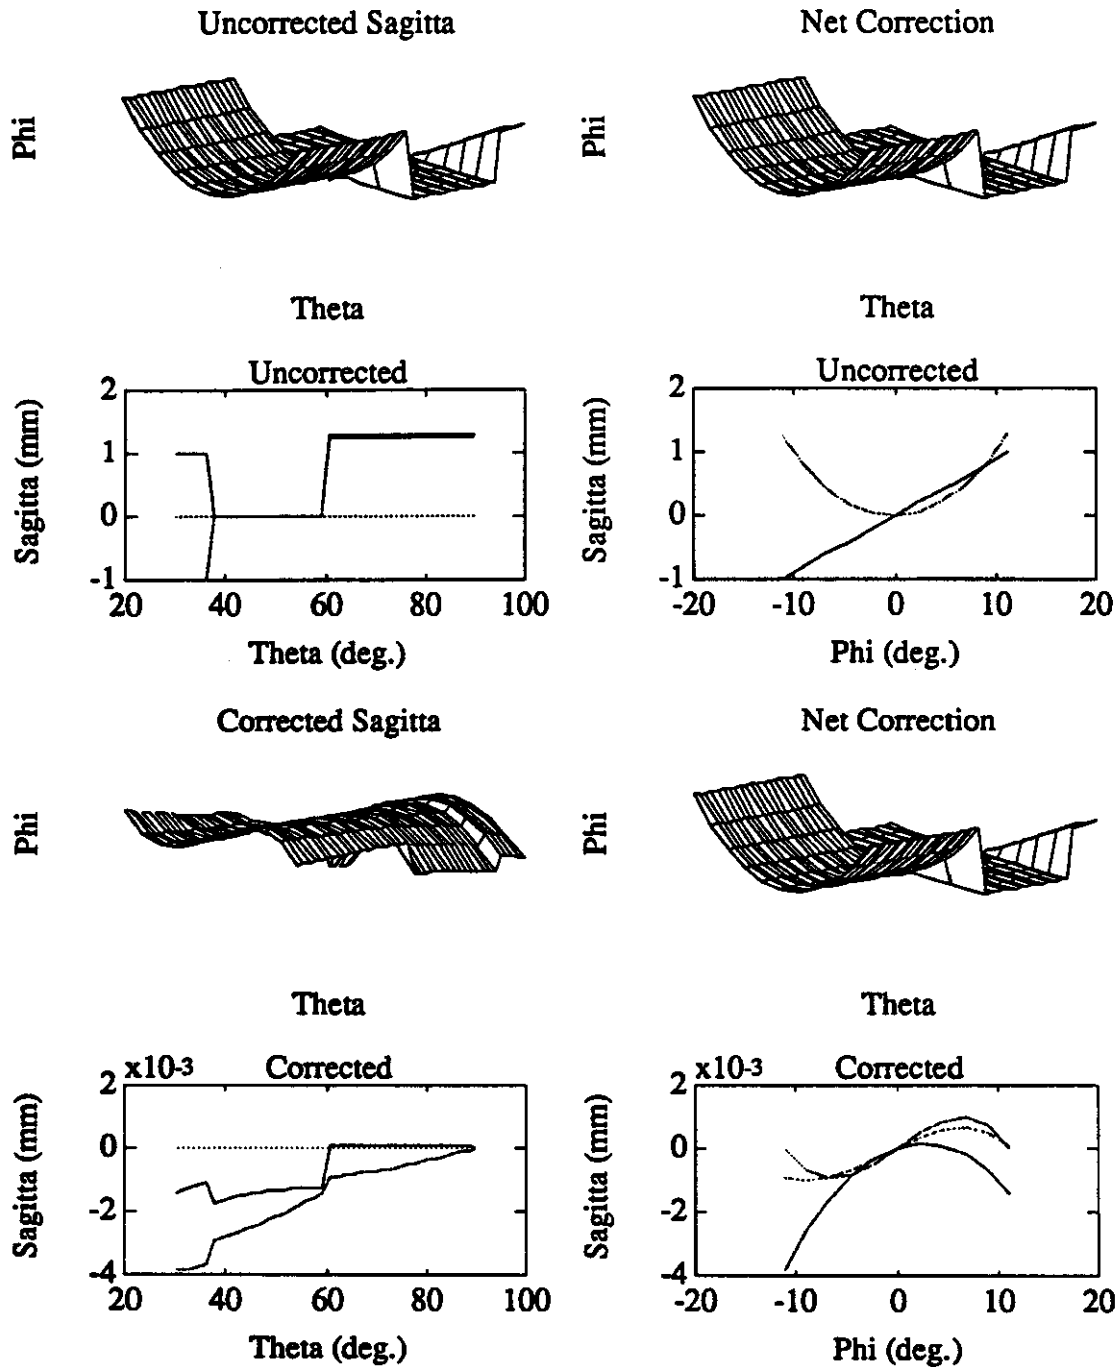 Uncorrected Sagitta
Net Correction
Phi
Phi
Theta
Theta
Uncorrected
Uncorrected
Sagitta (mm)
2
1
0
-1
20 40 60 80 100
Theta (deg.)
Sagitta (mm)
2
1
0
-1
-20 -10 0 10 20
Phi (deg.)
Corrected Sagitta
Net Correction
Phi
Phi
Theta
Theta
x10-3 Corrected
x10-3 Corrected
Sagitta (mm)
2
0
-2
-4
20 40 60 80 100
Theta (deg.)
Sagitta (mm)
2
0
-2
-4
-20 -10 0 10 20
Phi (deg.)